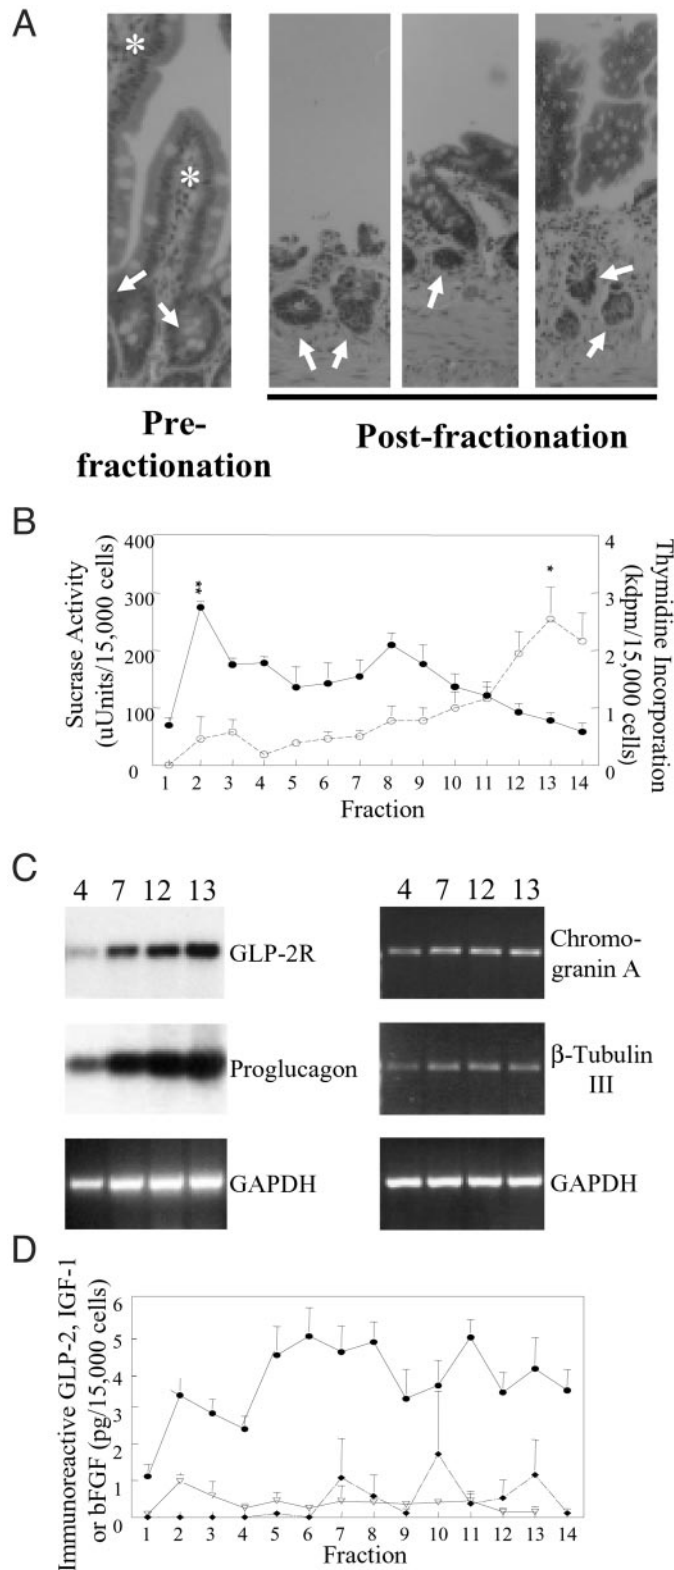 A
*
*
Pre-
fractionation
Post-fractionation
B
Sucrase Activity
(uUnits/15,000 cells)
400
300
200
100
0
**
*
4
3
2
1
0
Thymidine Incorporation
(kdpm/15,000 cells)
1 2 3 4 5 6 7 8 9 10 11 12 13 14
Fraction
C
4 7 12 13
GLP-2R
Proglucagon
GAPDH
4 7 12 13
Chromo-
granin A
β-Tubulin
III
GAPDH
D
Immunoreactive GLP-2, IGF-1
or bFGF (pg/15,000 cells)
6
5
4
3
2
1
0
1 2 3 4 5 6 7 8 9 10 11 12 13 14
Fraction